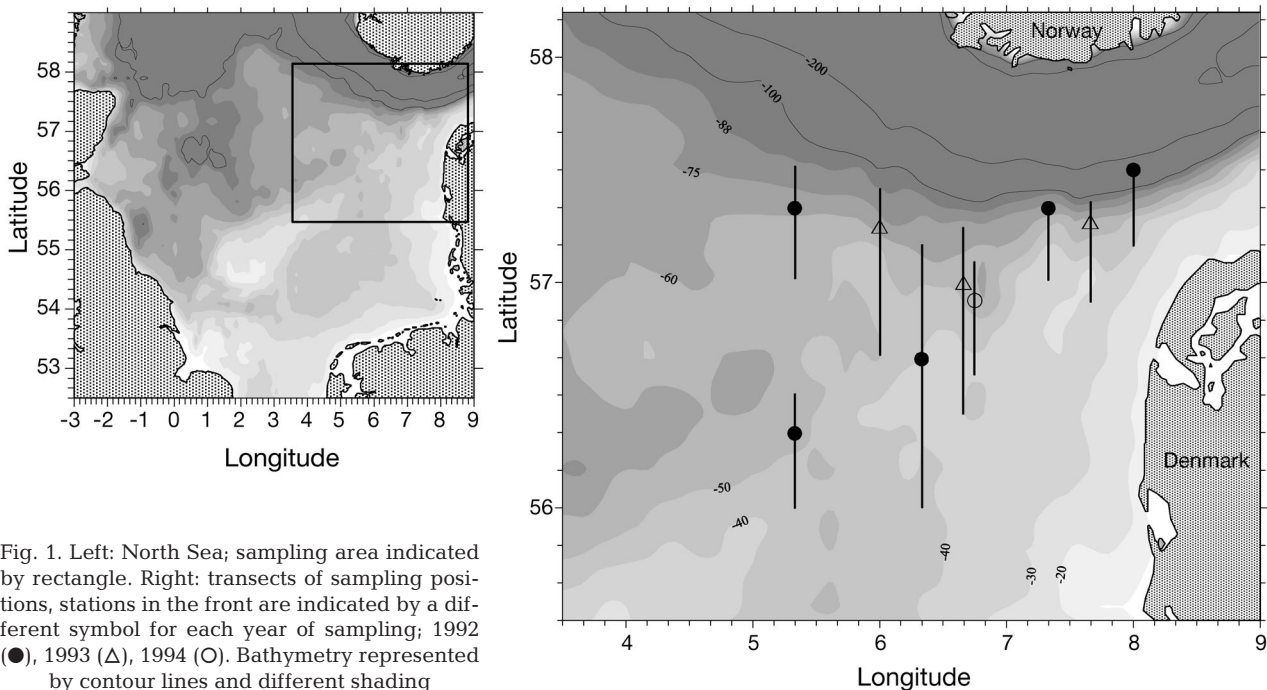 58
57
56
55
54
53
Latitude
-3 -2 -1 0 1 2 3 4 5 6 7 8 9
Longitude
Norway
-200
-100
-88
-75
-60
-50
-40
-40
-30
-20
Denmark
58
57
56
Latitude
4 5 6 7 8 9
Longitude
Fig. 1. Left: North Sea; sampling area indicated
by rectangle. Right: transects of sampling posi-
tions, stations in the front are indicated by a dif-
ferent symbol for each year of sampling; 1992
(●), 1993 (△), 1994 (○). Bathymetry represented
by contour lines and different shading